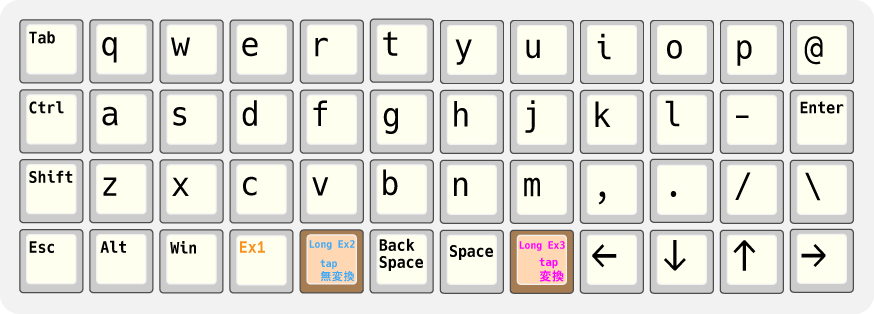 Tab q w e r t y u i o p @
Ctrl a s d f g h j k l - Enter
Shift z x c v b n m , . / \
Esc Alt Win Ex1 Long Ex2 tap 無変換 Back Space Space Long Ex3 tap 変換 ← ↓ ↑ →